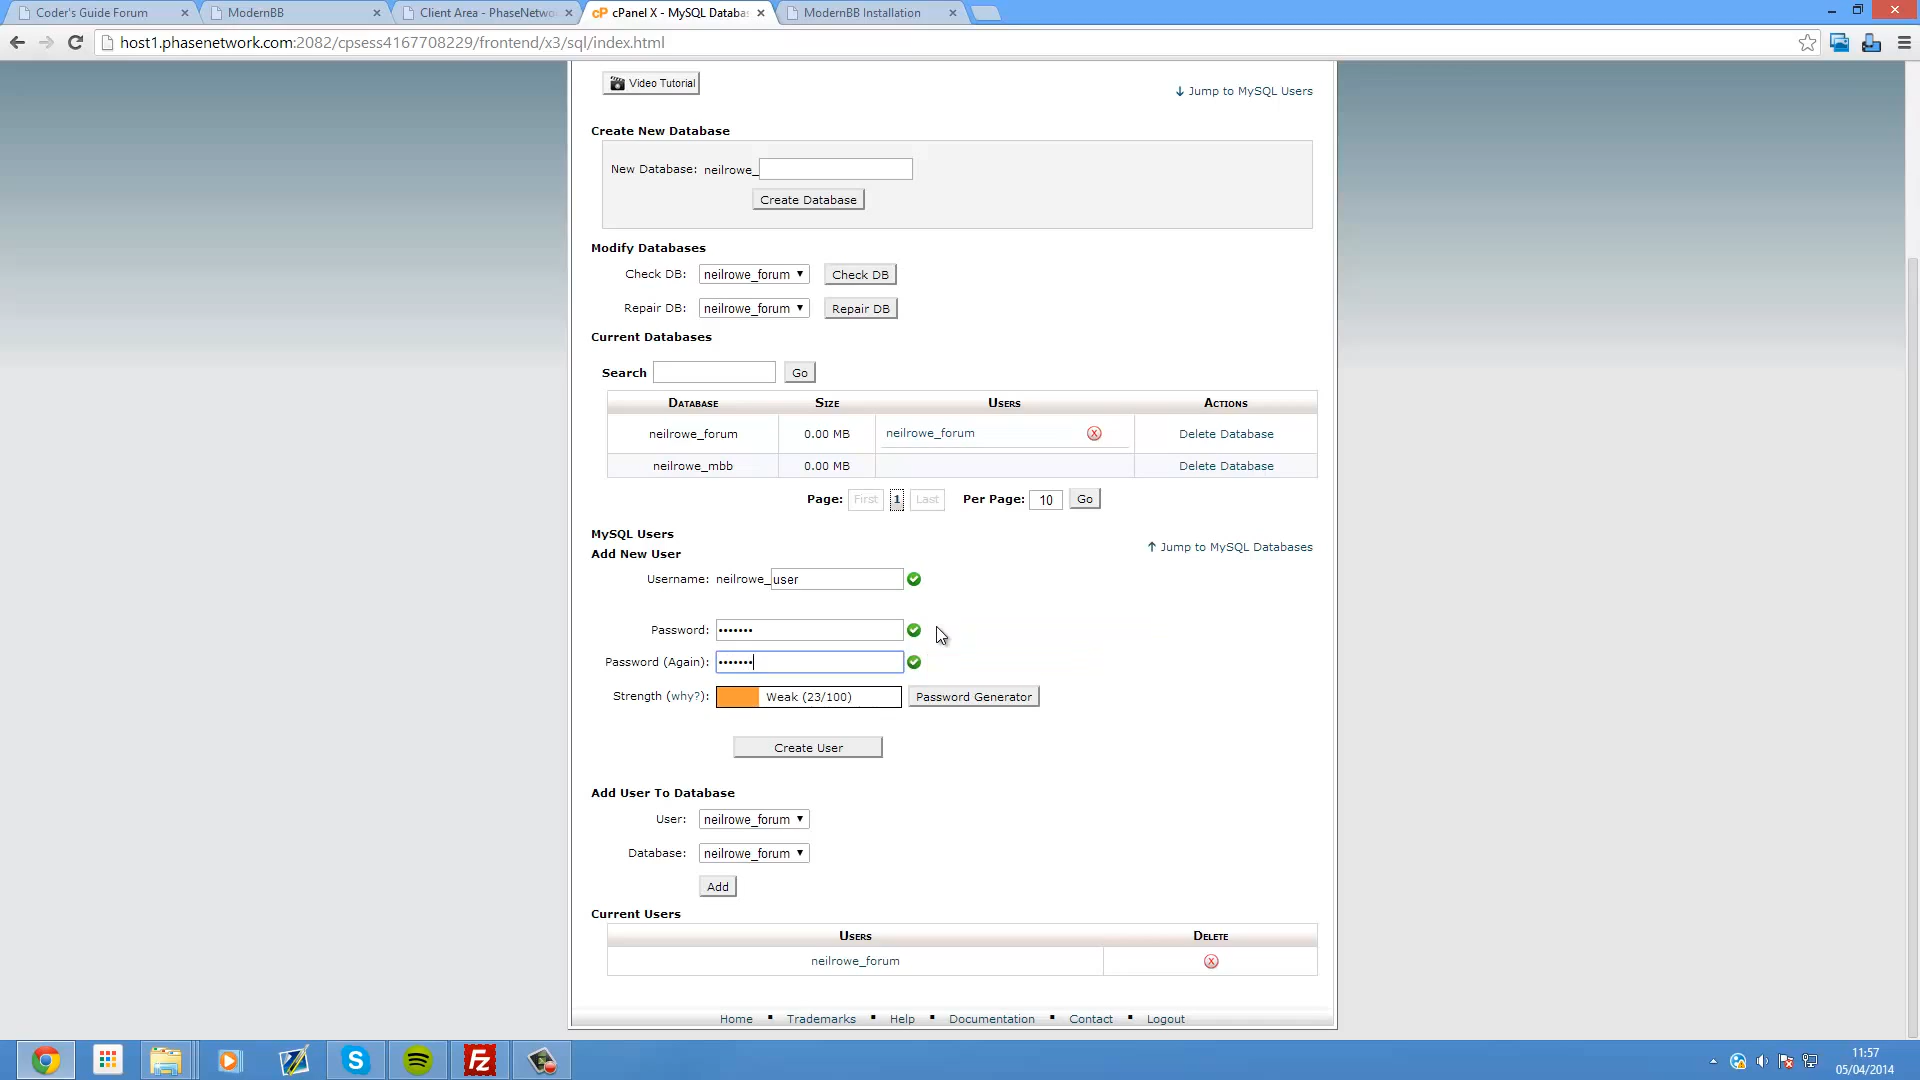 Coder's Guide Forum
ModernBB
Client Area - PhaseNetwo
cP cPanel X - MySQL Databa
ModernBB Installation
host1.phasenetwork.com:2082/cpsess4167708229/frontend/x3/sql/index.html
Video Tutorial
Jump to MySQL Users
Create New Database
New Database: neilrowe_
Create Database
Modify Databases
Check DB: neilrowe_forum Check DB
Repair DB: neilrowe_forum Repair DB
Current Databases
Search Go
Database Size Users Actions
neilrowe_forum 0.00 MB neilrowe_forum Delete Database
neilrowe_mbb 0.00 MB Delete Database
Page: First 1 Last Per Page: 10 Go
MySQL Users
Jump to MySQL Databases
Add New User
Username: neilrowe_user
Password: •••••••
Password (Again): •••••••
Strength (why?): Weak (23/100) Password Generator
Create User
Add User To Database
User: neilrowe_forum
Database: neilrowe_forum
Add
Current Users
Users Delete
neilrowe_forum
Home ▪ Trademarks ▪ Help ▪ Documentation ▪ Contact ▪ Logout
S
Fz
11:57
05/04/2014